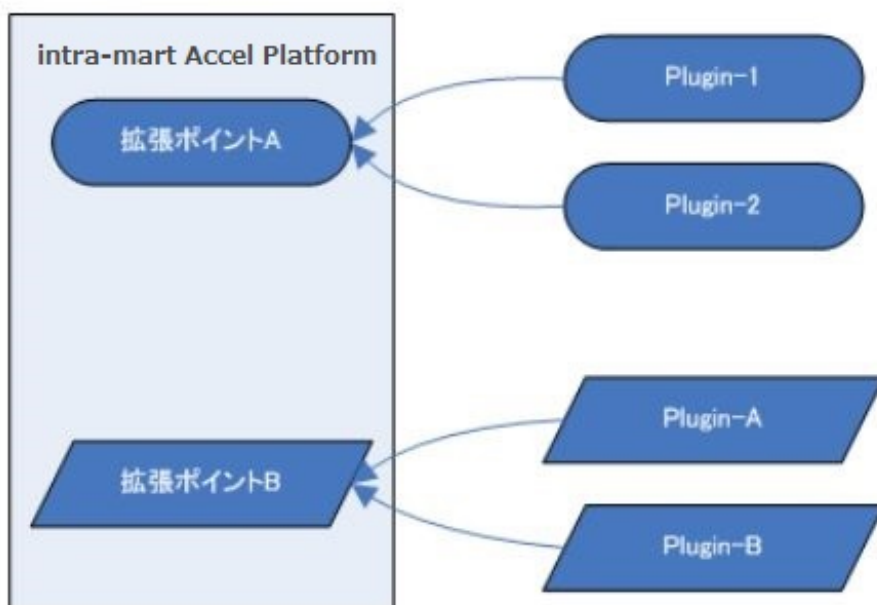 intra-mart Accel Platform
拡張ポイントA
Plugin-1
Plugin-2
拡張ポイントB
Plugin-A
Plugin-B